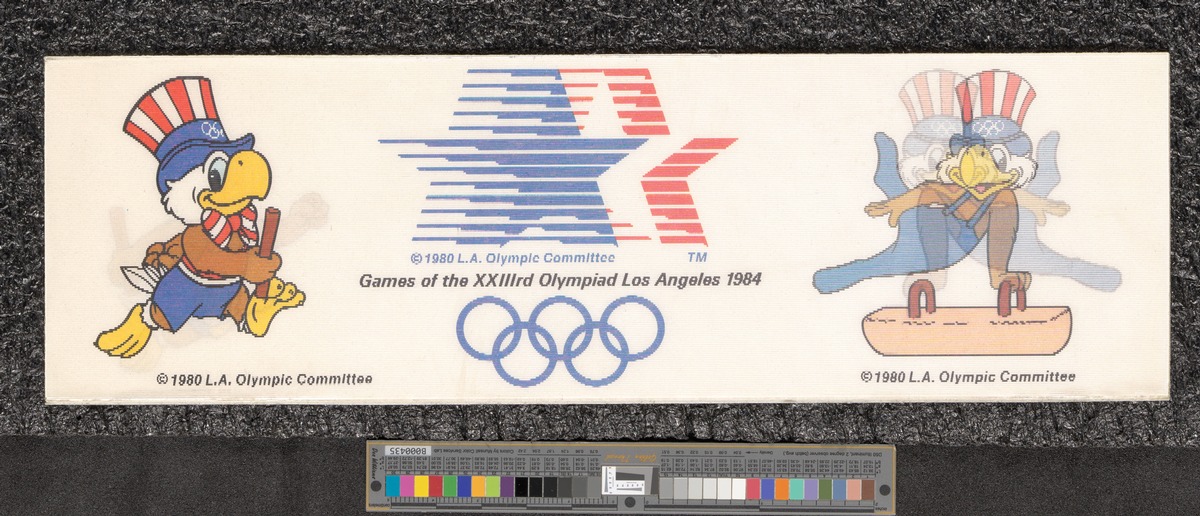 © 1980 L.A. Olympic Committee
TM
Games of the XXIIIrd Olympiad Los Angeles 1984
© 1980 L.A. Olympic Committee
© 1980 L.A. Olympic Committee
B000435